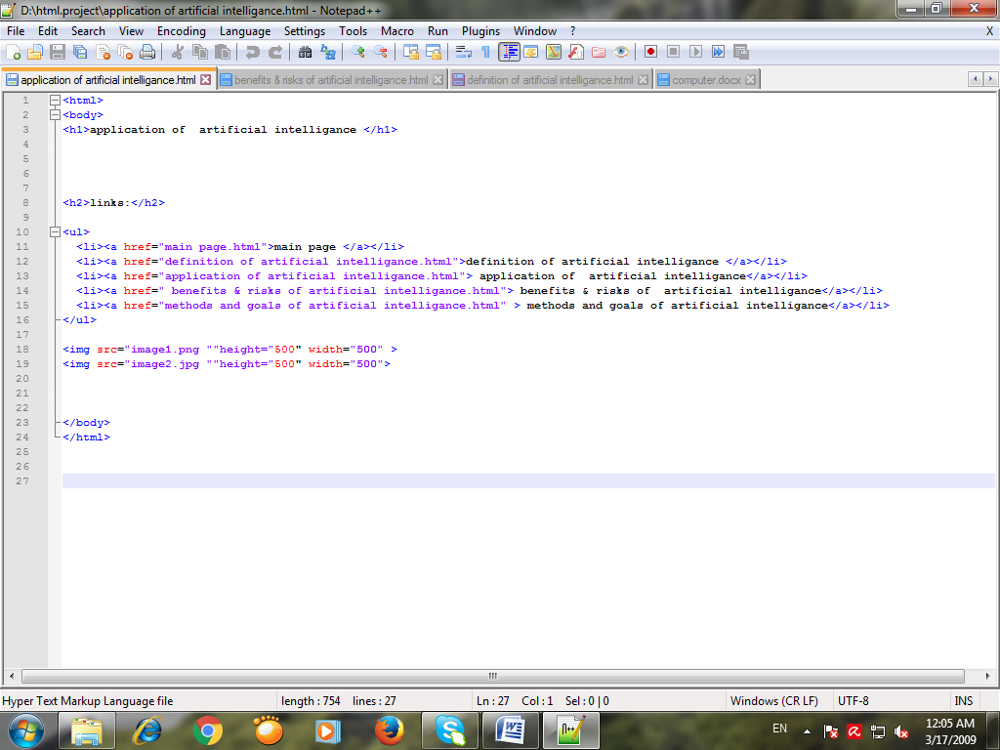 D:\html.project\application of artificial intelligance.html - Notepad++
File Edit Search View Encoding Language Settings Tools Macro Run Plugins Window ? X
application of artificial intelligance.html benefits & risks of artificial intelligance.html definition of artificial intelligance.html computer.docx
1 <html>
2 <body>
3 <h1>application of  artificial intelligance </h1>
4
5
6
7
8 <h2>links:</h2>
9
10 <ul>
11 <li><a href="main page.html">main page </a></li>
12 <li><a href="definition of artificial intelligance.html">definition of artificial intelligance </a></li>
13 <li><a href="application of artificial intelligance.html"> application of  artificial intelligance</a></li>
14 <li><a href=" benefits & risks of artificial intelligance.html"> benefits & risks of  artificial intelligance</a></li>
15 <li><a href="methods and goals of artificial intelligance.html" > methods and goals of artificial intelligance</a></li>
16 </ul>
17
18 <img src="image1.png ""height="500" width="500" >
19 <img src="image2.jpg ""height="500" width="500">
20
21
22
23 </body>
24 </html>
25
26
27
Hyper Text Markup Language file length : 754 lines : 27 Ln : 27 Col : 1 Sel : 0 | 0 Windows (CR LF) UTF-8 INS
EN 12:05 AM
3/17/2009